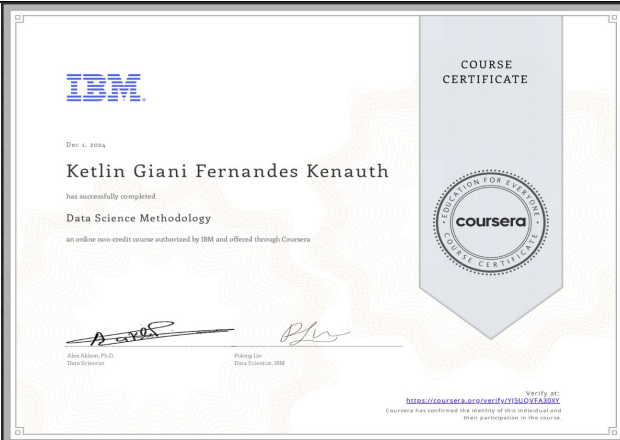 IBM
COURSE
CERTIFICATE
Dec 1, 2024
Ketlin Giani Fernandes Kenauth
has successfully completed
Data Science Methodology
an online non-credit course authorized by IBM and offered through Coursera
EDUCATION FOR EVERYONE
coursera
COURSE CERTIFICATE
Alex Aklson, Ph.D.
Data Scientist
Polong Lin
Data Scientist, IBM
Verify at:
https://coursera.org/verify/YJ5UQVFA30XY
Coursera has confirmed the identity of this individual and
their participation in the course.